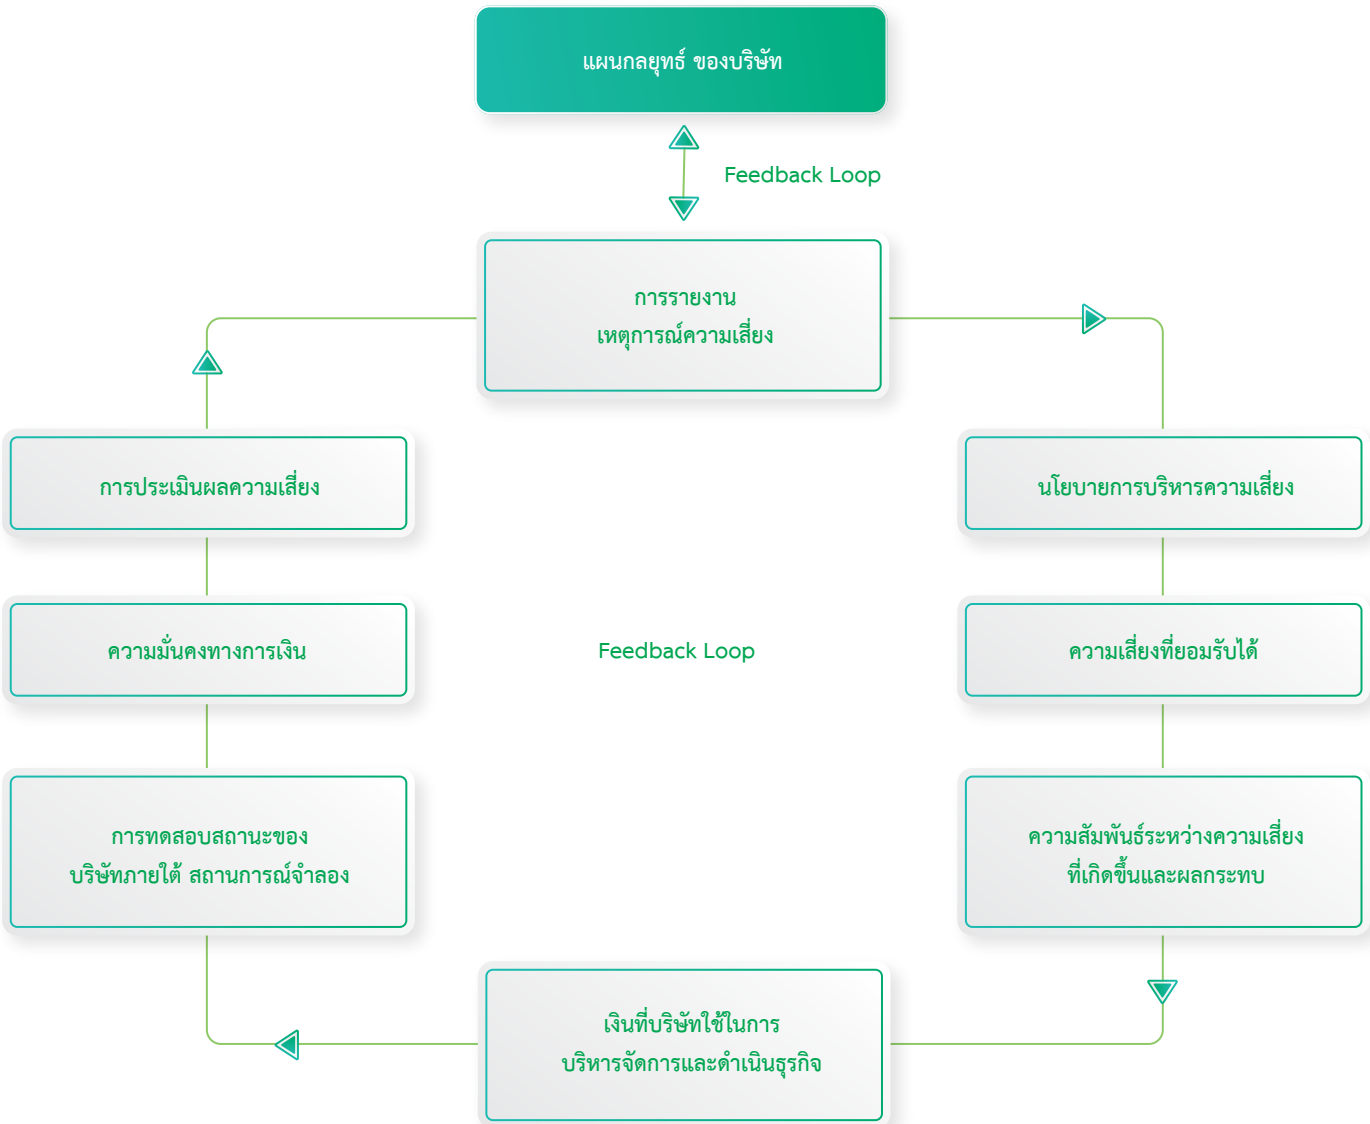 แผนกลยุทธ์ ของบริษัท
Feedback Loop
การรายงาน
เหตุการณ์ความเสี่ยง
การประเมินผลความเสี่ยง
นโยบายการบริหารความเสี่ยง
ความมั่นคงทางการเงิน
Feedback Loop
ความเสี่ยงที่ยอมรับได้
การทดสอบสถานะของ
บริษัทภายใต้ สถานการณ์จำลอง
ความสัมพันธ์ระหว่างความเสี่ยง
ที่เกิดขึ้นและผลกระทบ
เงินที่บริษัทใช้ในการ
บริหารจัดการและดำเนินธุรกิจ